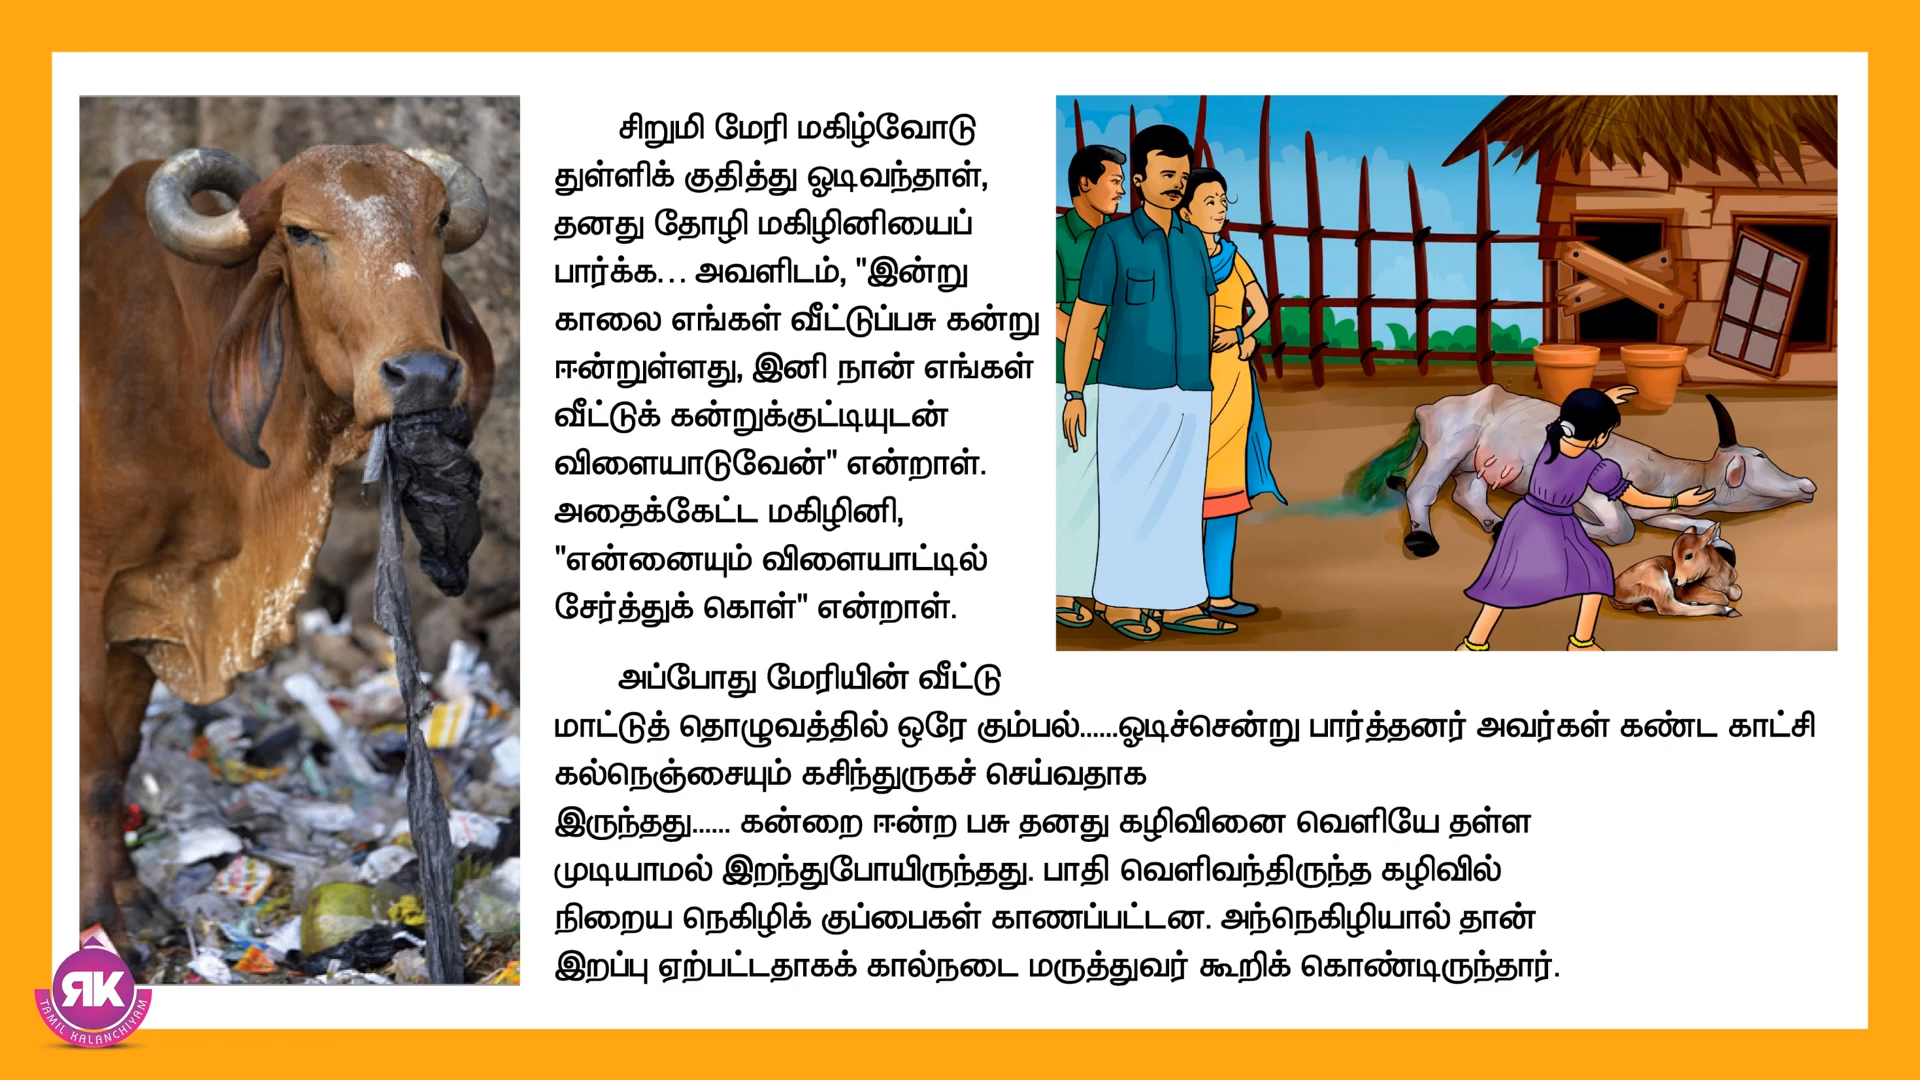 சிறுமி மேரி மகிழ்வோடு
துள்ளிக் குதித்து ஓடிவந்தாள்,
தனது தோழி மகிழினியைப்
பார்க்க... அவளிடம், "இன்று
காலை எங்கள் வீட்டுப்பசு கன்று
ஈன்றுள்ளது, இனி நான் எங்கள்
வீட்டுக் கன்றுக்குட்டியுடன்
விளையாடுவேன்" என்றாள்.
அதைக்கேட்ட மகிழினி,
"என்னையும் விளையாட்டில்
சேர்த்துக் கொள்" என்றாள்.
அப்போது மேரியின் வீட்டு
மாட்டுத் தொழுவத்தில் ஒரே கும்பல்......ஓடிச்சென்று பார்த்தனர் அவர்கள் கண்ட காட்சி
கல்நெஞ்சையும் கசிந்துருகச் செய்வதாக
இருந்தது...... கன்றை ஈன்ற பசு தனது கழிவினை வெளியே தள்ள
முடியாமல் இறந்துபோயிருந்தது. பாதி வெளிவந்திருந்த கழிவில்
நிறைய நெகிழிக் குப்பைகள் காணப்பட்டன. அந்நெகிழியால் தான்
இறப்பு ஏற்பட்டதாகக் கால்நடை மருத்துவர் கூறிக் கொண்டிருந்தார்.
RK
TAMIL KALANCHIYAM